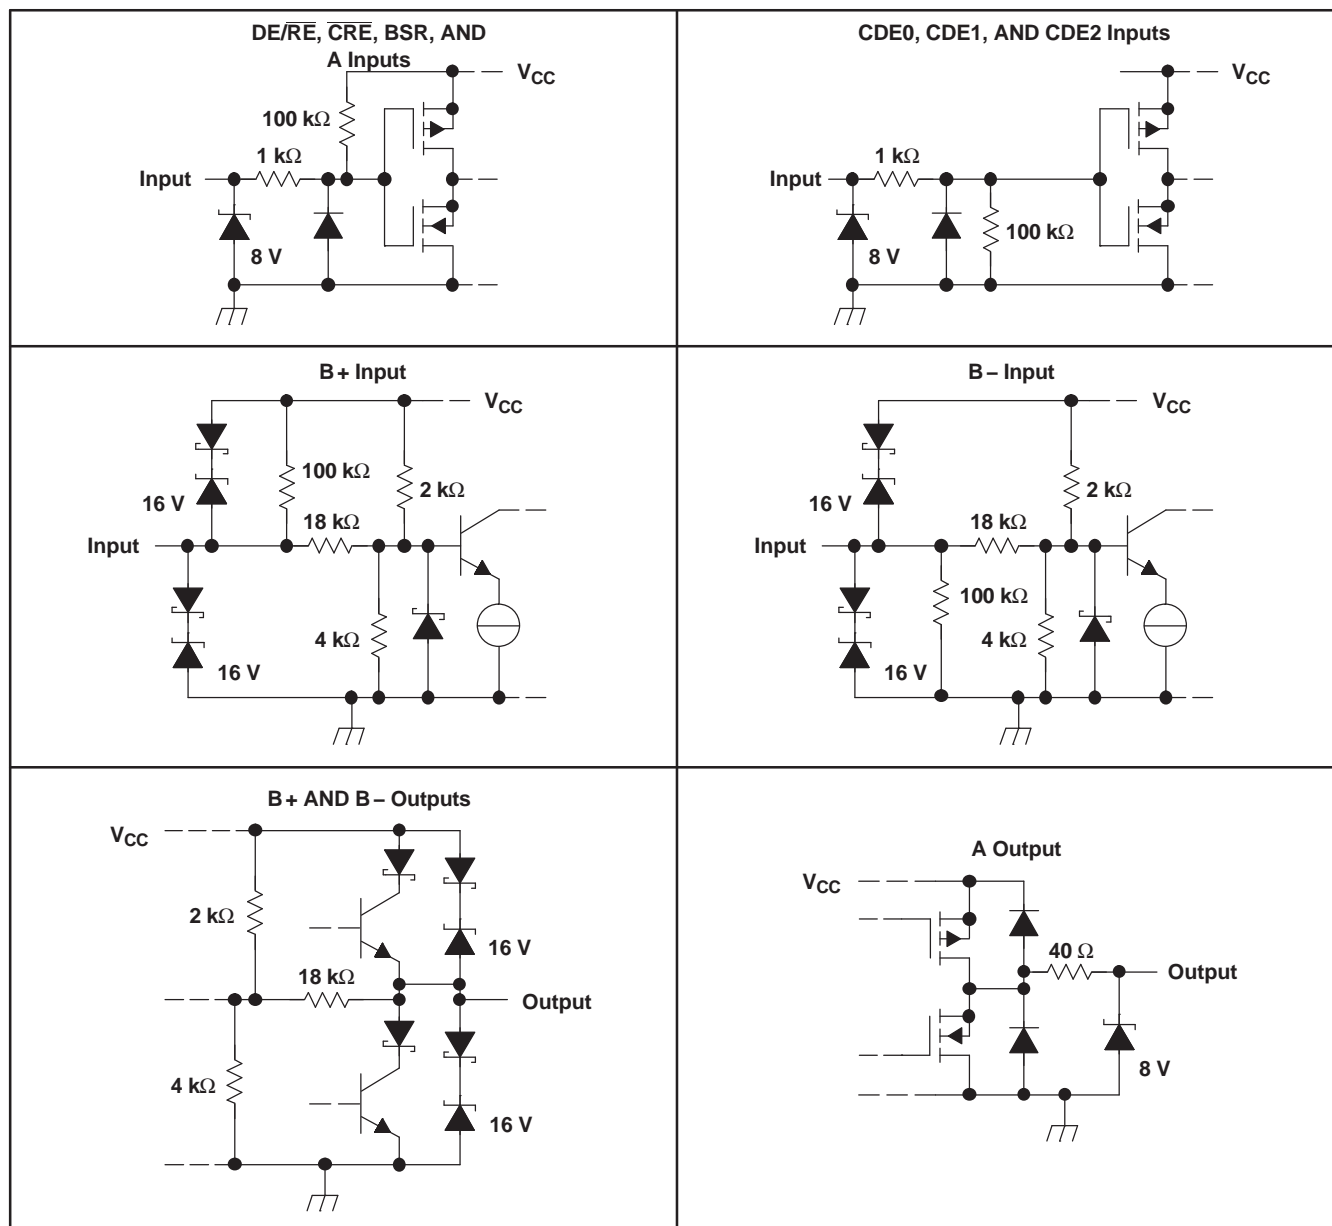 DE/RE, CRE, BSR, AND
A Inputs
VCC
100 kΩ
1 kΩ
Input
8 V
CDE0, CDE1, AND CDE2 Inputs
VCC
1 kΩ
Input
100 kΩ
8 V
B+ Input
VCC
100 kΩ
2 kΩ
16 V
18 kΩ
Input
4 kΩ
16 V
B− Input
VCC
2 kΩ
16 V
18 kΩ
Input
100 kΩ
4 kΩ
16 V
B+ AND B− Outputs
VCC
2 kΩ
16 V
18 kΩ
Output
4 kΩ
16 V
A Output
VCC
40 Ω
Output
8 V